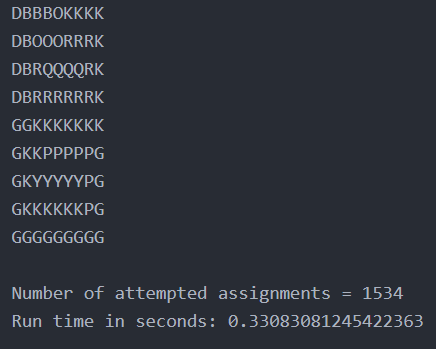 DBBBOKKKK
DBOOORRRK
DBRQQQQRK
DBRRRRRRK
GGKKKKKKK
GKKPPPPPG
GKYYYYYPG
GKKKKKKPG
GGGGGGGGG
Number of attempted assignments = 1534
Run time in seconds: 0.33083081245422363